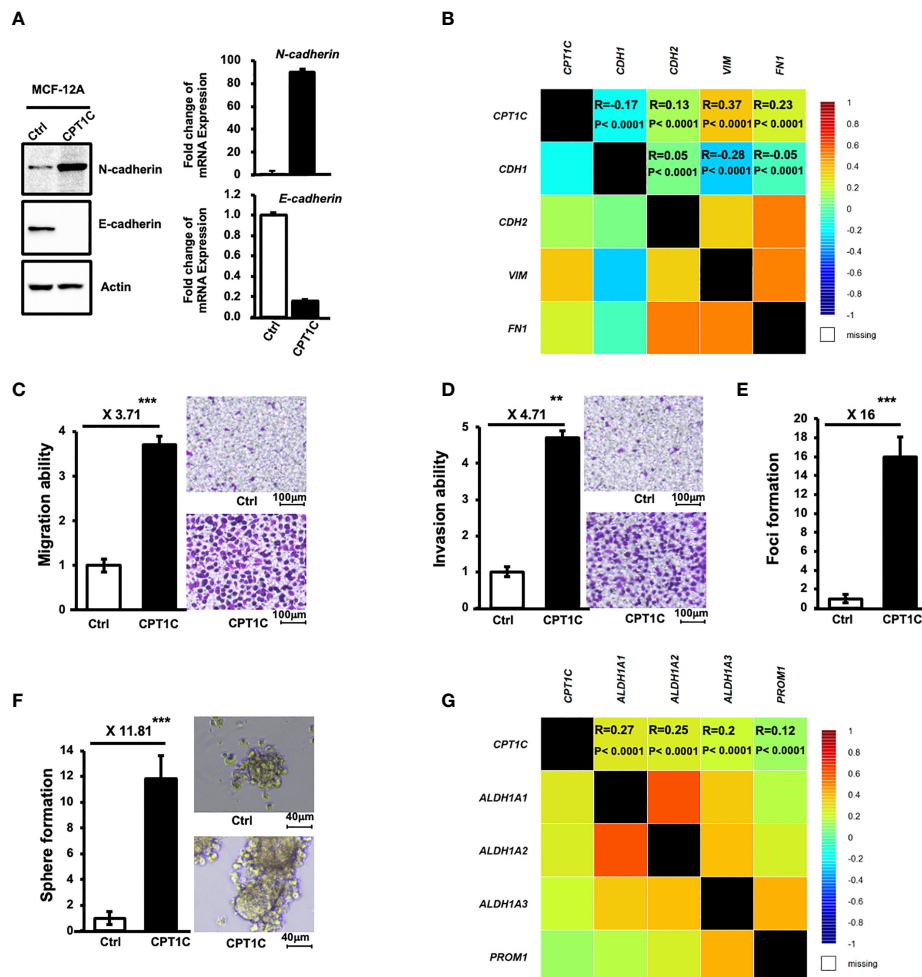 A
MCF-12A
Ctrl
CPT1C
N-cadherin
E-cadherin
Actin
N-cadherin
Fold change of
mRNA Expression
100
80
60
40
20
0
E-cadherin
Fold change of
mRNA Expression
1.2
1.0
0.8
0.6
0.4
0.2
0.0
Ctrl
CPT1C
B
CPT1C
CDH1
CDH2
VIM
FN1
CPT1C
R=-0.17
P< 0.0001
R=0.13
P< 0.0001
R=0.37
P< 0.0001
R=0.23
P< 0.0001
CDH1
R=0.05
P< 0.0001
R=-0.28
P< 0.0001
R=-0.05
P< 0.0001
CDH2
VIM
FN1
1
0.8
0.6
0.4
0.2
0
-0.2
-0.4
-0.6
-0.8
-1
missing
C
Migration ability
X 3.71
***
5
4
3
2
1
0
Ctrl
CPT1C
Ctrl
100μm
CPT1C
100μm
D
Invasion ability
X 4.71
**
5
4
3
2
1
0
Ctrl
CPT1C
Ctrl
100μm
CPT1C
100μm
E
Foci formation
X 16
***
20
18
16
14
12
10
8
6
4
2
0
Ctrl
CPT1C
F
Sphere formation
X 11.81
***
14
12
10
8
6
4
2
0
Ctrl
CPT1C
Ctrl
40μm
CPT1C
40μm
G
CPT1C
ALDH1A1
ALDH1A2
ALDH1A3
PROM1
CPT1C
R=0.27
P< 0.0001
R=0.25
P< 0.0001
R=0.2
P< 0.0001
R=0.12
P< 0.0001
ALDH1A1
ALDH1A2
ALDH1A3
PROM1
1
0.8
0.6
0.4
0.2
0
-0.2
-0.4
-0.6
-0.8
-1
missing